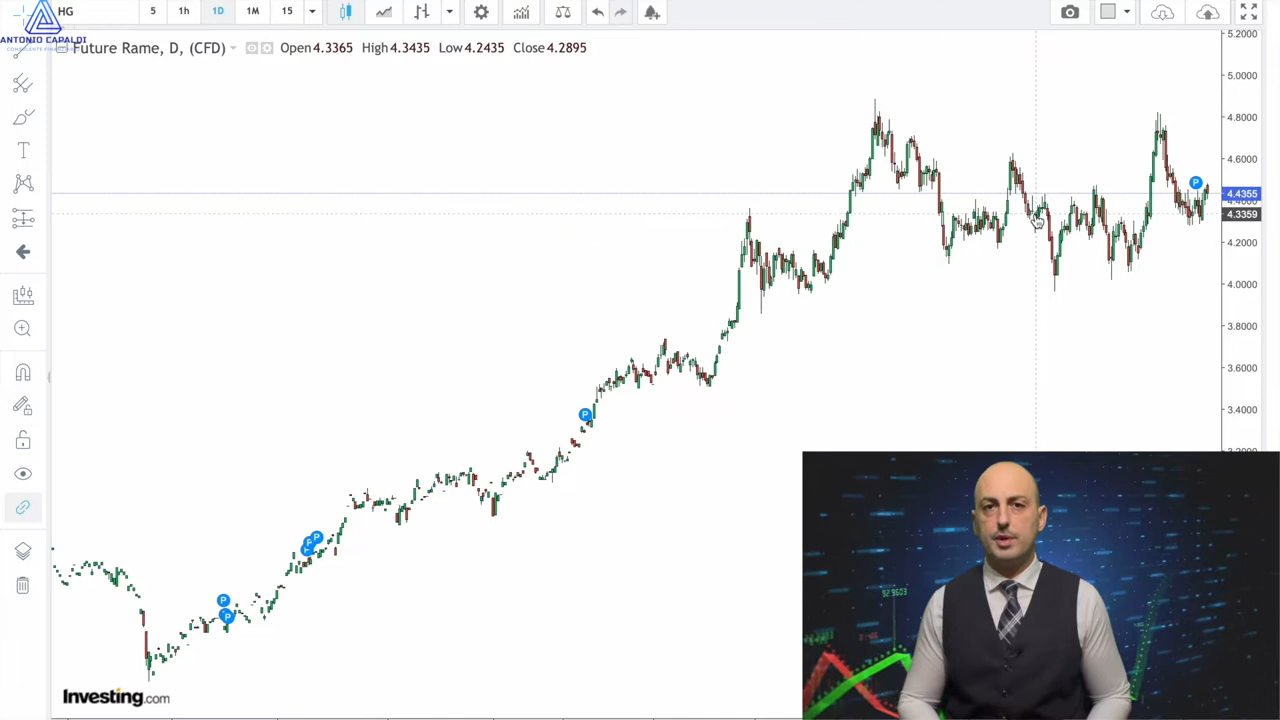 HG
5
1h
1D
1M
15
ANTONIO CAPALDI
Future Rame, D, (CFD)
Open 4.3365 High 4.3435 Low 4.2435 Close 4.2895
5.2000
5.0000
4.8000
4.6000
4.4355
4.3359
4.2000
4.0000
3.8000
3.6000
3.4000
P
P
P
P
P
P
T
Investing.com